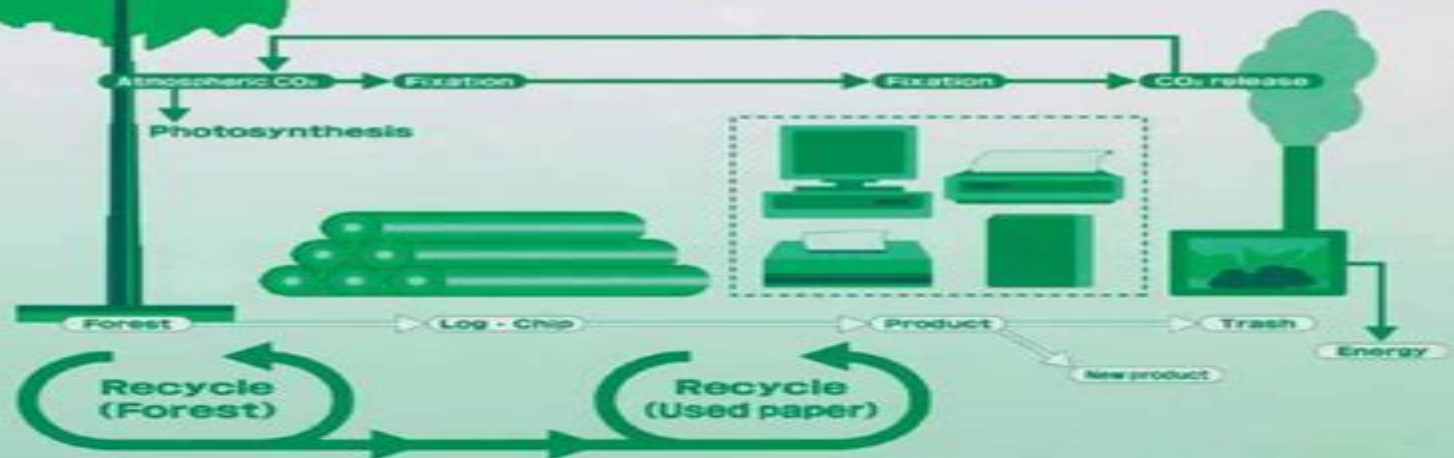 Atmospheric CO₂
Fixation
Fixation
CO₂ release
Photosynthesis
Forest
Log - Chip
Product
Trash
Energy
New product
Recycle
(Forest)
Recycle
(Used paper)